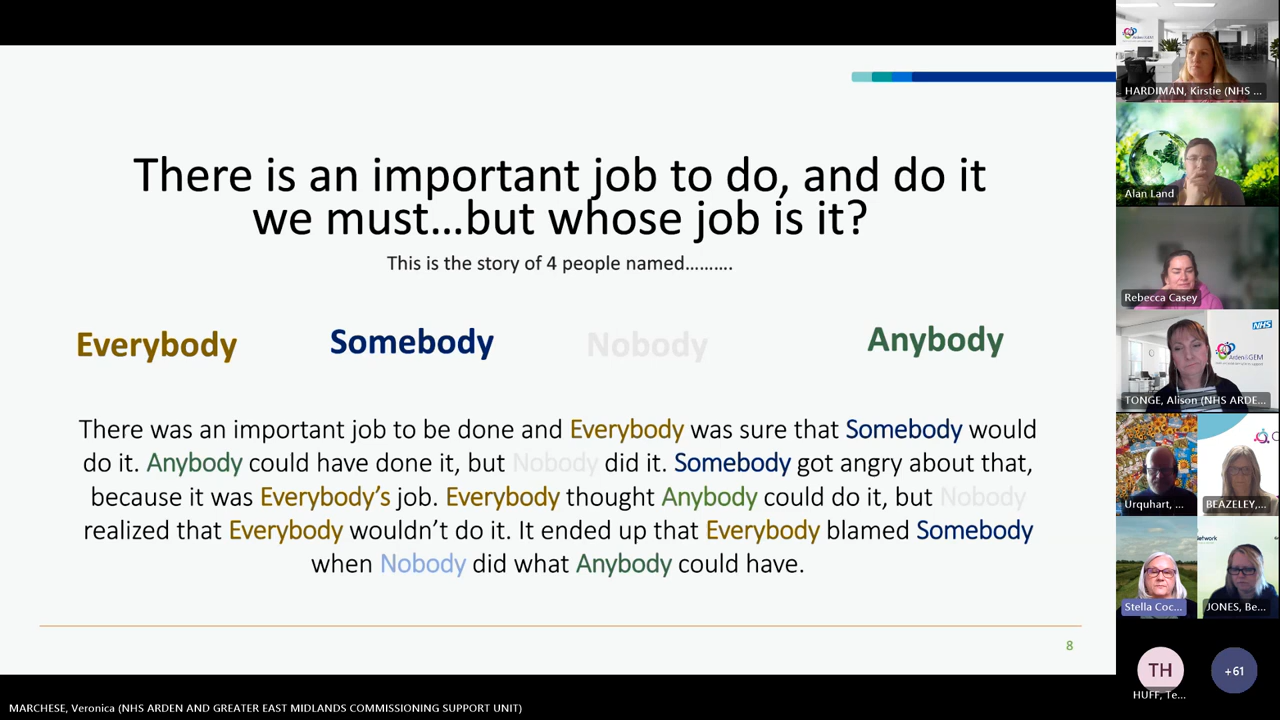 There is an important job to do, and do it
we must...but whose job is it?
This is the story of 4 people named..........
Everybody Somebody Nobody Anybody
There was an important job to be done and Everybody was sure that Somebody would
do it. Anybody could have done it, but Nobody did it. Somebody got angry about that,
because it was Everybody’s job. Everybody thought Anybody could do it, but Nobody
realized that Everybody wouldn’t do it. It ended up that Everybody blamed Somebody
when Nobody did what Anybody could have.
8
MARCHESE, Veronica (NHS ARDEN AND GREATER EAST MIDLANDS COMMISSIONING SUPPORT UNIT)
Arden&GEM
HARDIMAN, Kirstie (NHS ...
Alan Land
Rebecca Casey
NHS
Arden&GEM
TONGE, Alison (NHS ARDE...
Urquhart, ...
BEAZELEY,...
Stella Coc...
JONES, Be...
TH
HUFF, Te...
+61